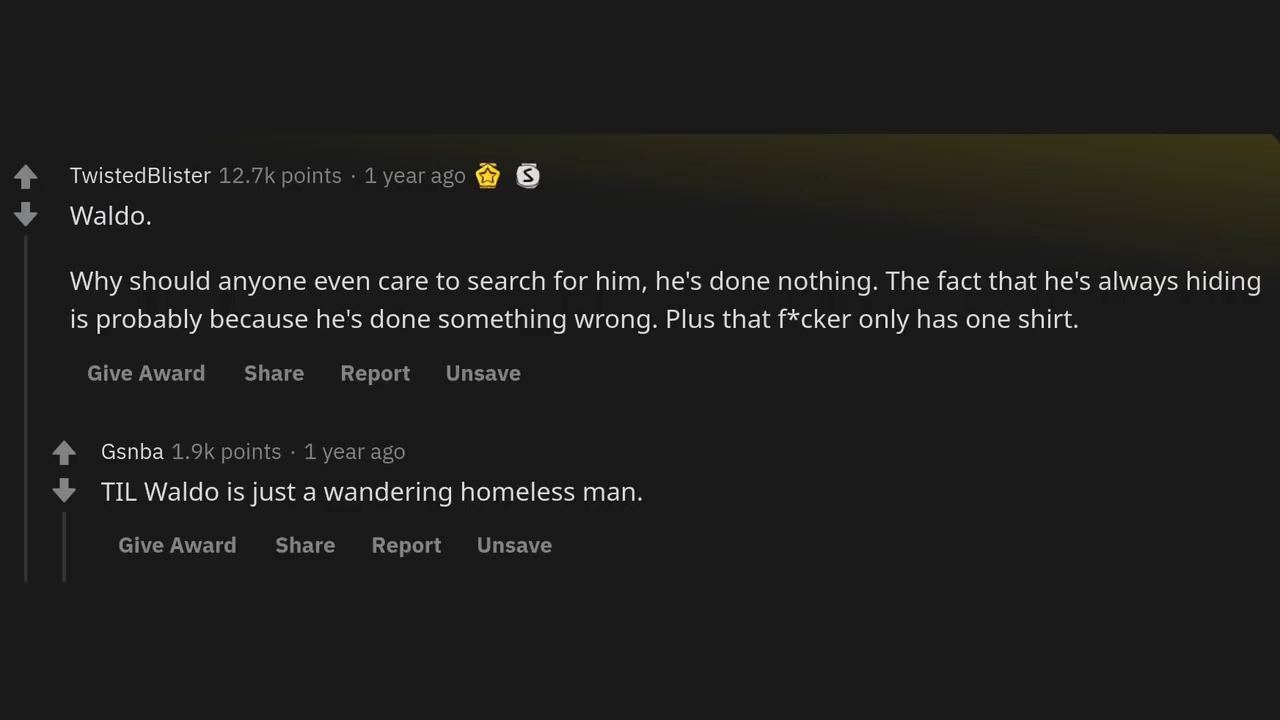 TwistedBlister 12.7k points · 1 year ago
Waldo.
Why should anyone even care to search for him, he's done nothing. The fact that he's always hiding
is probably because he's done something wrong. Plus that f*cker only has one shirt.
Give Award Share Report Unsave
Gsnba 1.9k points · 1 year ago
TIL Waldo is just a wandering homeless man.
Give Award Share Report Unsave